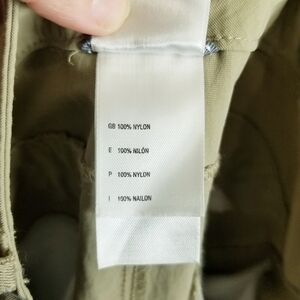 GB 100% NYLON
E 100% NILÓN
P 100% NYLON
I 100% NAILON